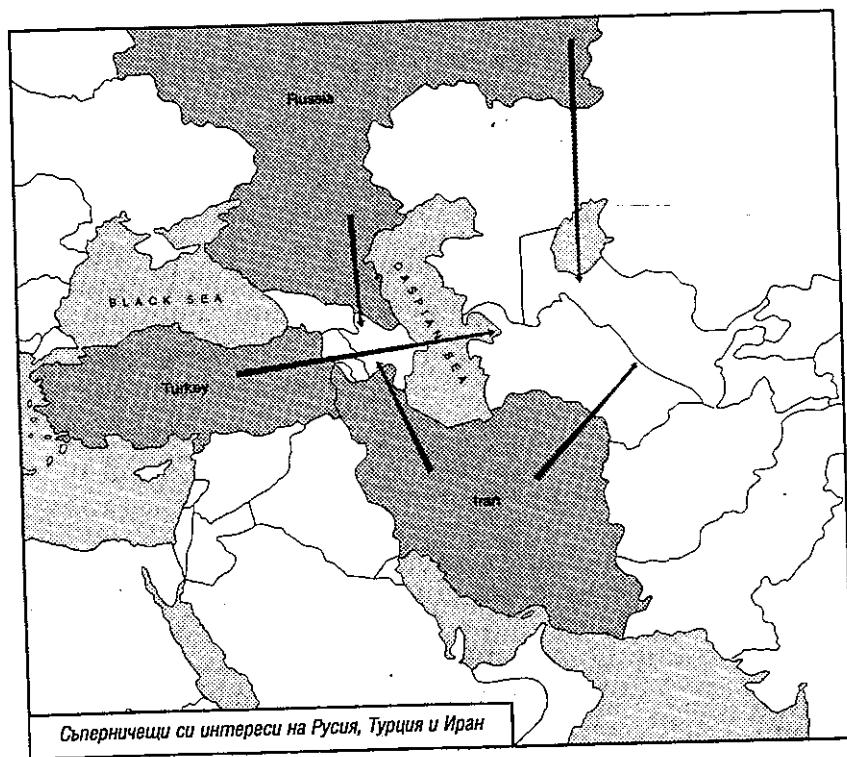 Russia
BLACK SEA
CASPIAN SEA
Turkey
Iran
Съперничещи си интереси на Русия, Турция и Иран